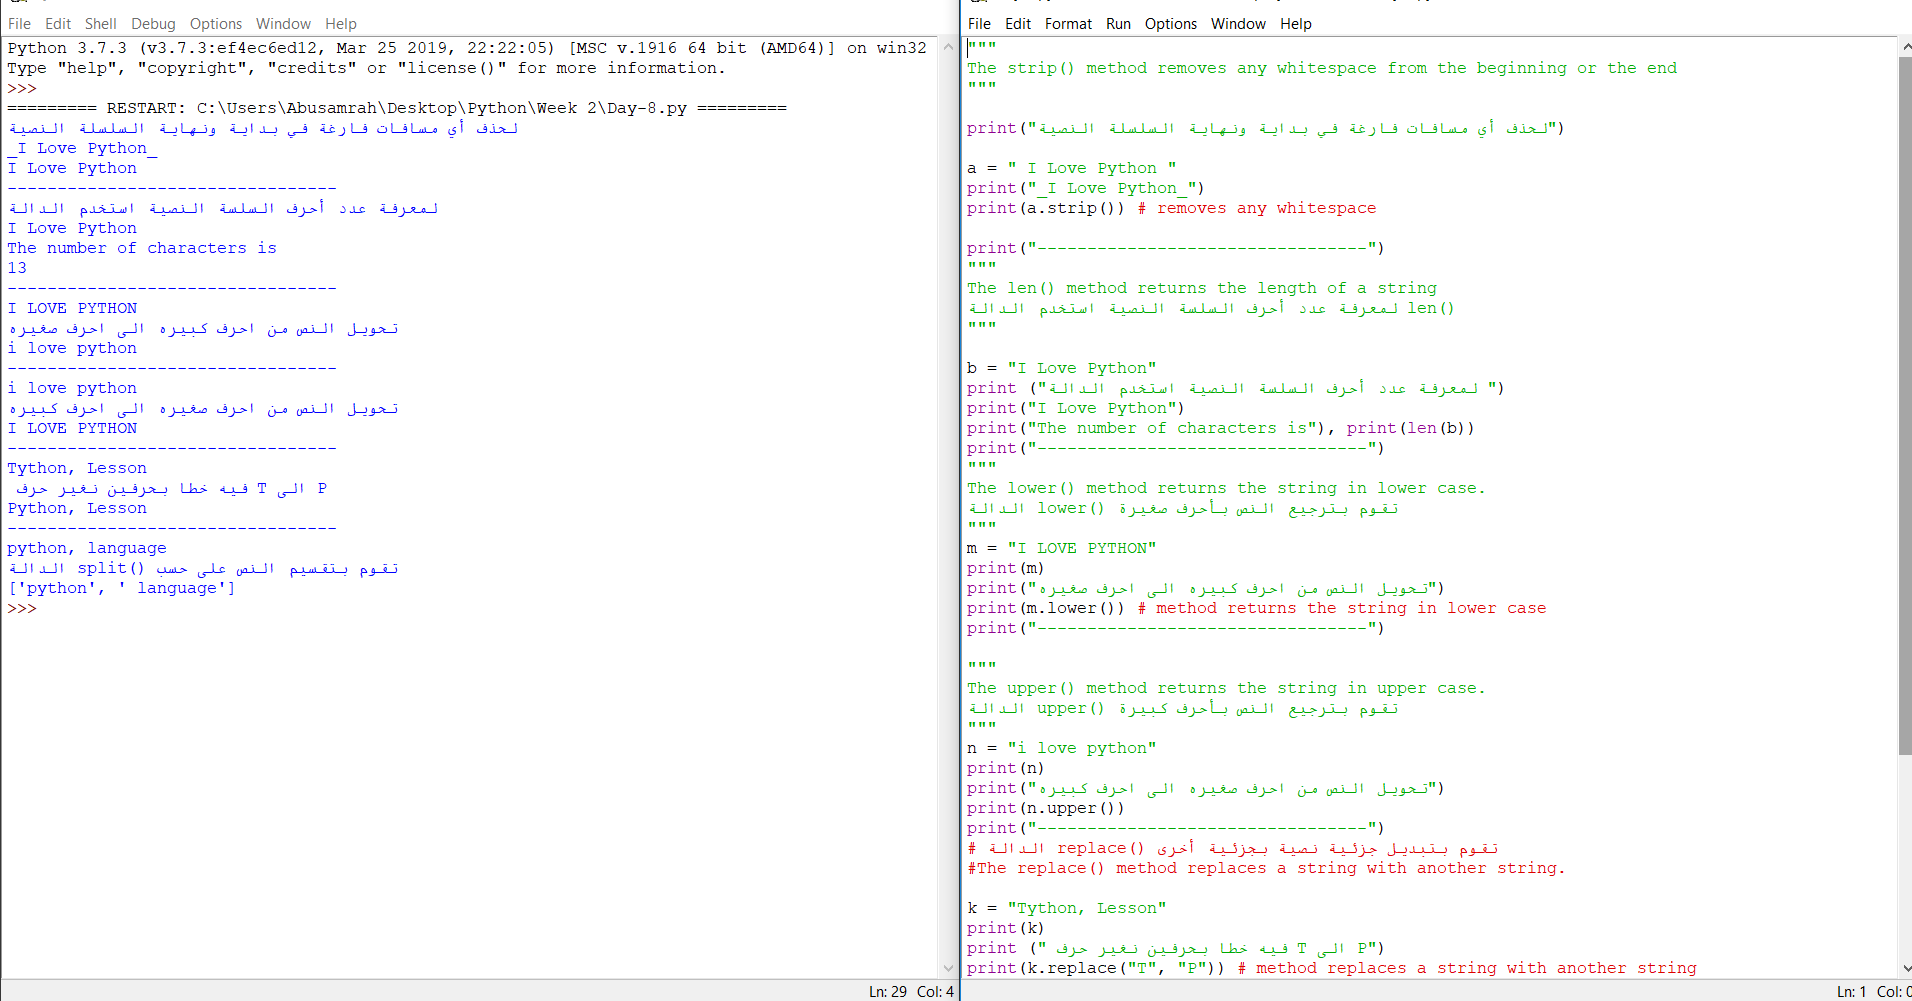 File Edit Shell Debug Options Window Help
Python 3.7.3 (v3.7.3:ef4ec6ed12, Mar 25 2019, 22:22:05) [MSC v.1916 64 bit (AMD64)] on win32
Type "help", "copyright", "credits" or "license()" for more information.
>>>
========= RESTART: C:\Users\Abusamrah\Desktop\Python\Week 2\Day-8.py =========
لحذف أي مسافات فارغة في بداية ونهاية السلسلة النصية
_I Love Python_
I Love Python
---------------------------------
لمعرفة عدد أحرف السلسة النصية استخدم الدالة
I Love Python
The number of characters is
13
---------------------------------
I LOVE PYTHON
تحويل النص من احرف كبيره الى احرف صغيره
i love python
---------------------------------
i love python
تحويل النص من احرف صغيره الى احرف كبيره
I LOVE PYTHON
---------------------------------
Tython, Lesson
فيه خطا بحرفين نغير حرف T الى P
Python, Lesson
---------------------------------
python, language
الدالة split() تقوم بتقسيم النص على حسب
['python', ' language']
>>>
Ln: 29 Col: 4
File Edit Format Run Options Window Help
"""
The strip() method removes any whitespace from the beginning or the end
"""
print("لحذف أي مسافات فارغة في بداية ونهاية السلسلة النصية")
a = " I Love Python "
print("_I Love Python_")
print(a.strip()) # removes any whitespace
print("---------------------------------")
"""
The len() method returns the length of a string
لمعرفة عدد أحرف السلسة النصية استخدم الدالة len()
"""
b = "I Love Python"
print ("لمعرفة عدد أحرف السلسة النصية استخدم الدالة ")
print("I Love Python")
print("The number of characters is"), print(len(b))
print("---------------------------------")
"""
The lower() method returns the string in lower case.
الدالة lower() تقوم بترجيع النص بأحرف صغيرة
"""
m = "I LOVE PYTHON"
print(m)
print("تحويل النص من احرف كبيره الى احرف صغيره")
print(m.lower()) # method returns the string in lower case
print("---------------------------------")
"""
The upper() method returns the string in upper case.
الدالة upper() تقوم بترجيع النص بأحرف كبيرة
"""
n = "i love python"
print(n)
print("تحويل النص من احرف صغيره الى احرف كبيره")
print(n.upper())
print("---------------------------------")
# الدالة replace() تقوم بتبديل جزئية نصية بجزئية أخرى
#The replace() method replaces a string with another string.
k = "Tython, Lesson"
print(k)
print (" فيه خطا بحرفين نغير حرف T الى P")
print(k.replace("T", "P")) # method replaces a string with another string
Ln: 1 Col: 0